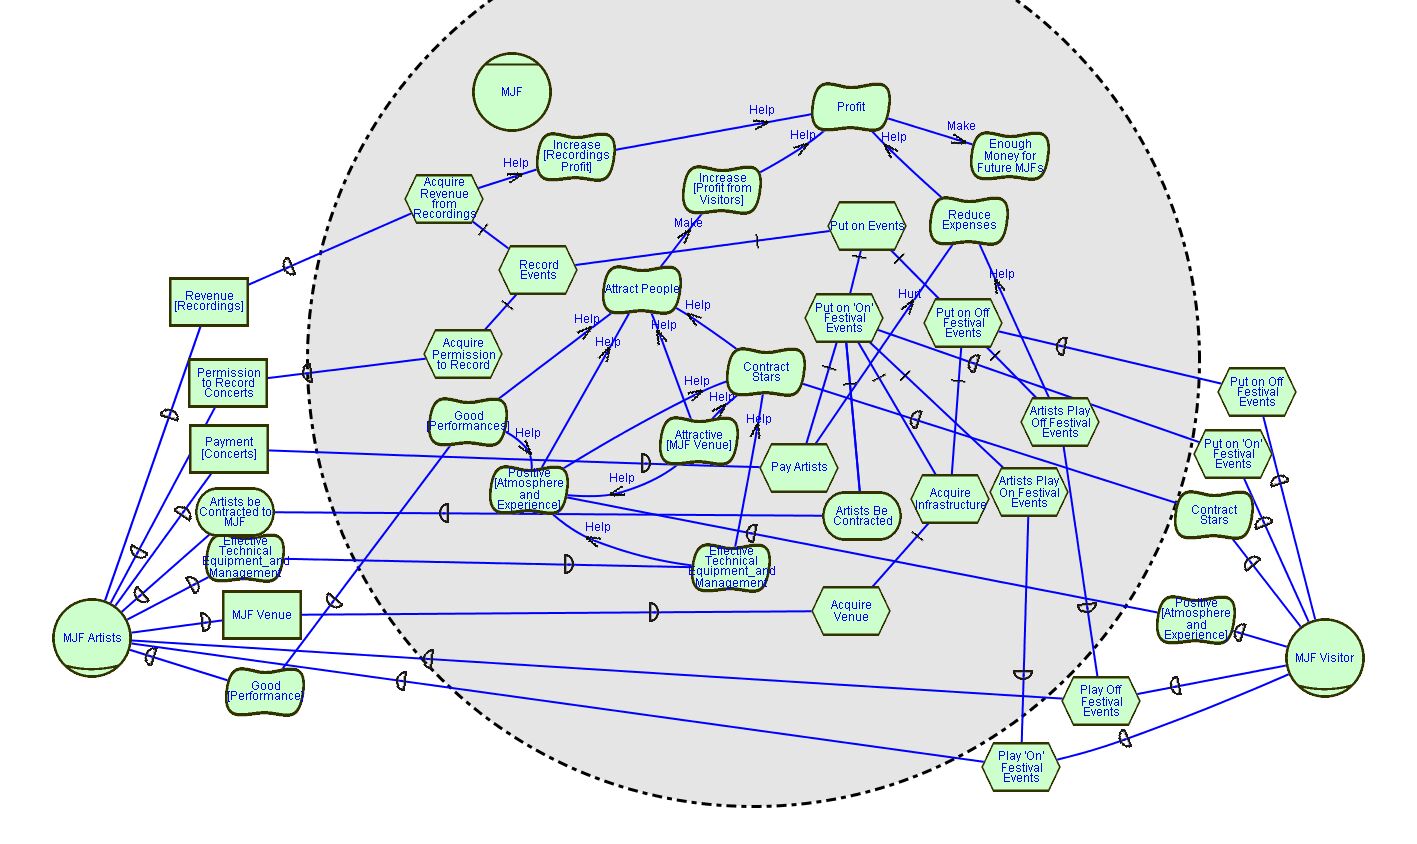 MJF
Profit
Help
Help
Help
Make
Enough
Money for
Future MJFs
Increase
[Recordings
Profit]
Help
Acquire
Revenue
from
Recordings
Increase
[Profit from
Visitors]
Make
Put on Events
Reduce
Expenses
Record
Events
Attract People
Help
Hurt
Help
Revenue
[Recordings]
Put on 'On'
Festival
Events
Put on Off
Festival
Events
Help
Help
Help
Acquire
Permission
to Record
Permission
to Record
Concerts
Contract
Stars
Help
Help
Help
Put on Off
Festival
Events
Good
[Performances]
Help
Attractive
[MJF Venue]
Artists Play
Off Festival
Events
Payment
[Concerts]
Put on 'On'
Festival
Events
Pay Artists
Positive
[Atmosphere
and
Experience]
Help
Acquire
Infrastructure
Artists Play
On Festival
Events
Artists be
Contracted to
MJF
Artists Be
Contracted
Contract
Stars
Help
Effective
Technical
Equipment_and
Management
Effective
Technical
Equipment_and
Management
MJF Venue
Acquire
Venue
Positive
[Atmosphere
and
Experience]
MJF Artists
MJF Visitor
Good
[Performance]
Play Off
Festival
Events
Play 'On'
Festival
Events